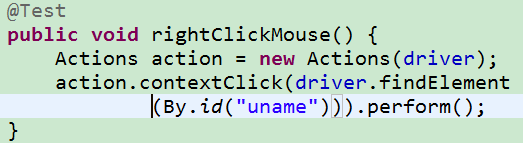 @Test
public void rightClickMouse() {
    Actions action = new Actions(driver);
    action.contextClick(driver.findElement
            (By.id("uname"))).perform();
}